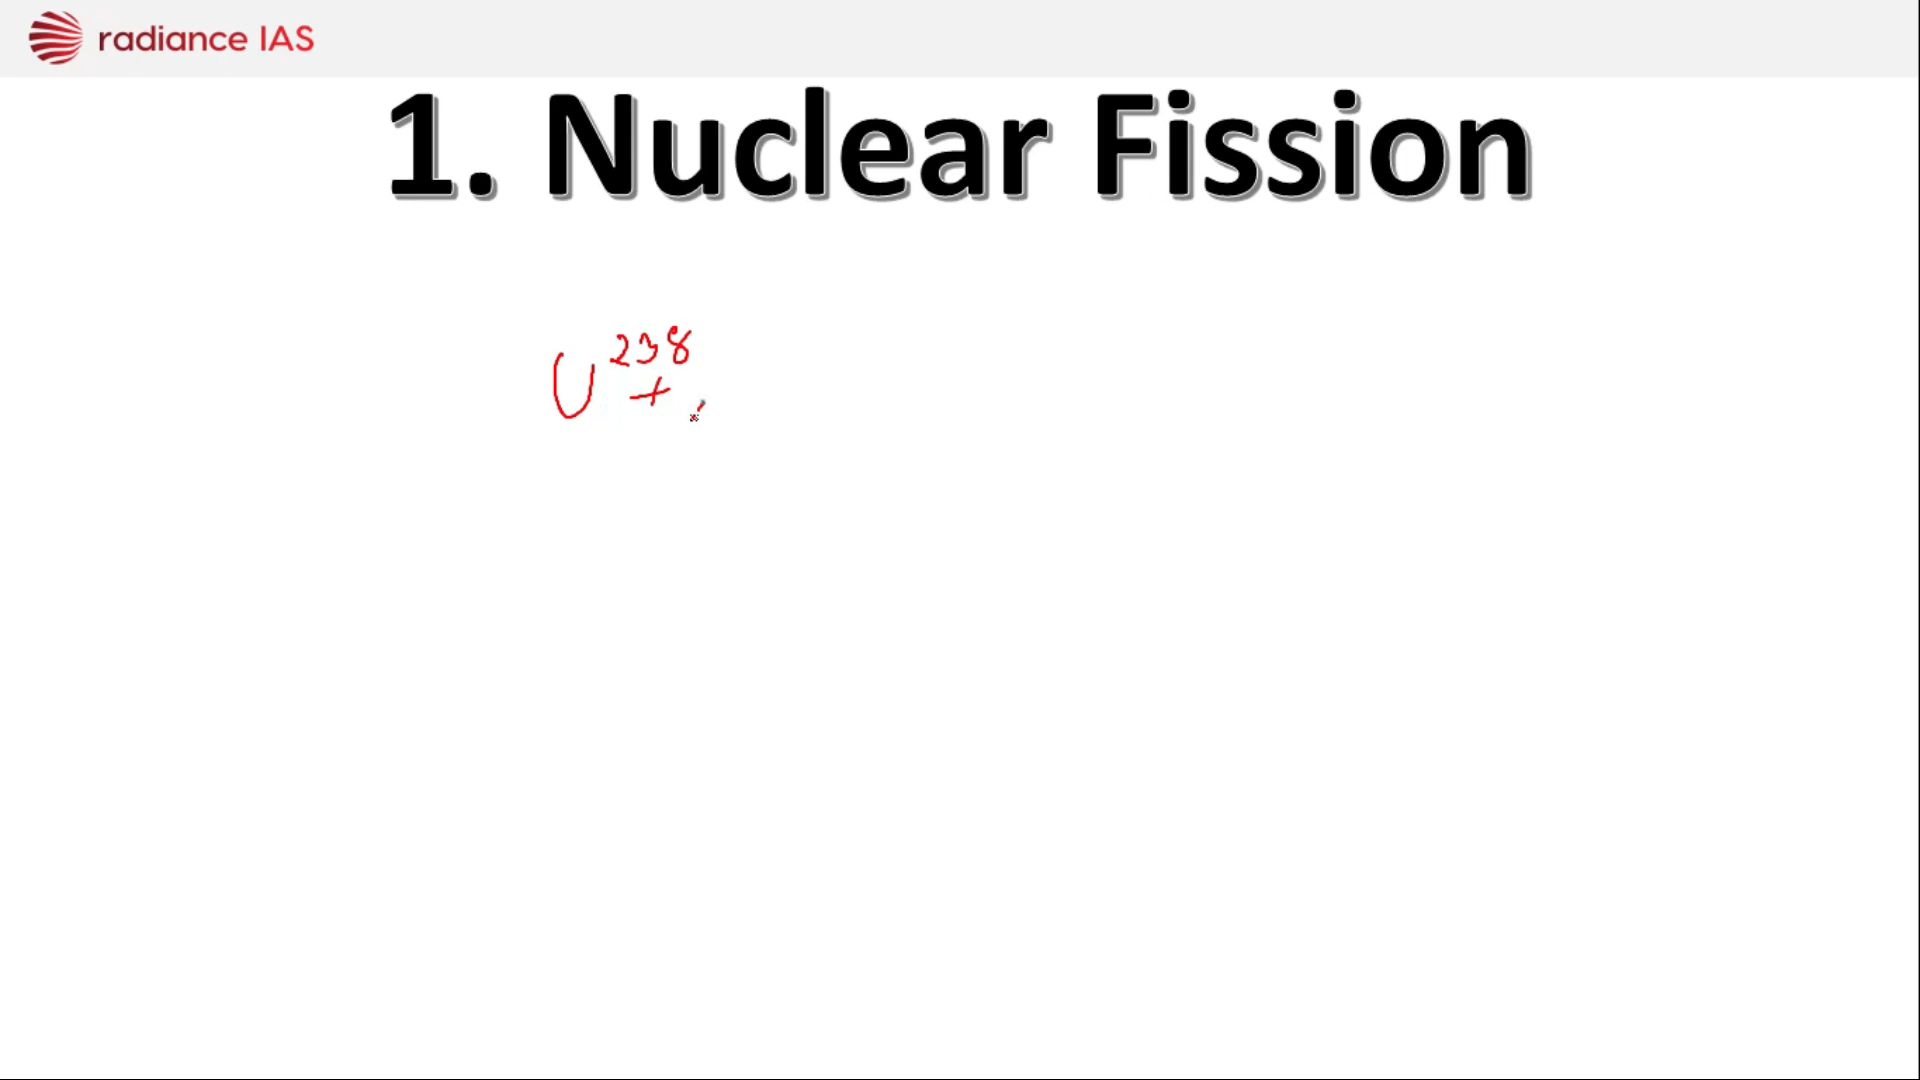 radiance IAS
1. Nuclear Fission
U²³⁸ +